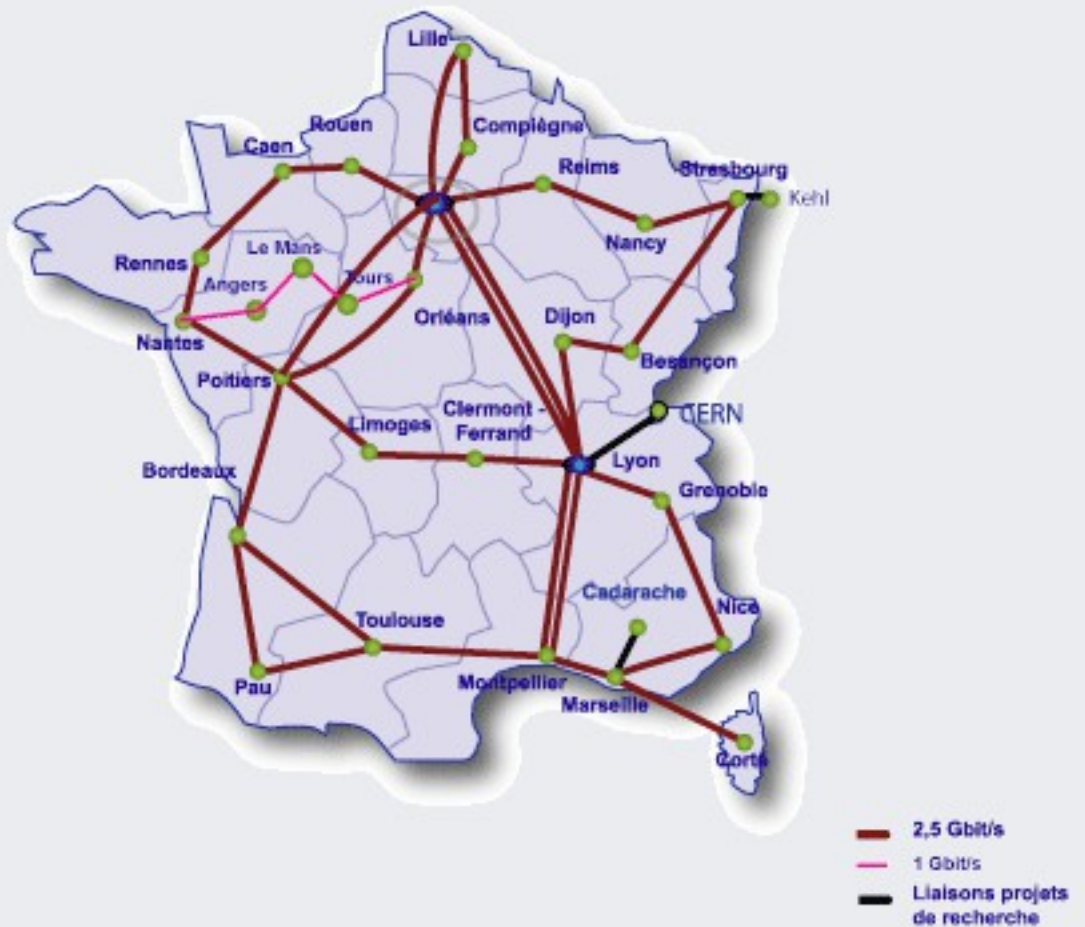 Lille
Rouen
Compiègne
Caen
Reims
Strasbourg
Kehl
Nancy
Le Mans
Rennes
Angers
Tours
Orléans
Dijon
Nantes
Besançon
Poitiers
Clermont -
Ferrand
CERN
Limoges
Lyon
Bordeaux
Grenoble
Cadarache
Nice
Toulouse
Montpellier
Pau
Marseille
Corte
2,5 Gbit/s
1 Gbit/s
Liaisons projets
de recherche